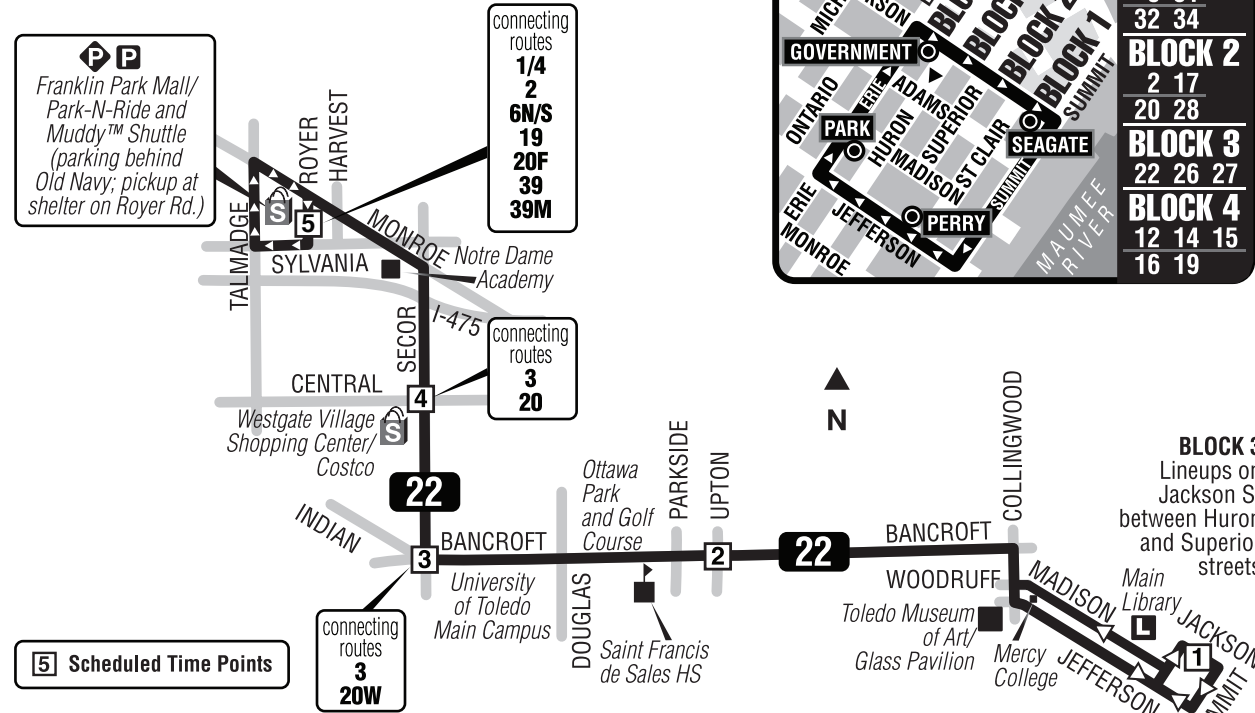 P P
Franklin Park Mall/
Park-N-Ride and
Muddy™ Shuttle
(parking behind
Old Navy; pickup at
shelter on Royer Rd.)
connecting
routes
1/4
2
6N/S
19
20F
39
39M
ROYER
HARVEST
TALMADGE
S
5
MONROE
SYLVANIA
Notre Dame
Academy
I-475
SECOR
connecting
routes
3
20
CENTRAL
4
Westgate Village
Shopping Center/
Costco
S
22
INDIAN
3
BANCROFT
University
of Toledo
Main Campus
connecting
routes
3
20W
5 Scheduled Time Points
DOUGLAS
Ottawa
Park
and Golf
Course
Saint Francis
de Sales HS
PARKSIDE
UPTON
2
22
BANCROFT
COLLINGWOOD
N
WOODRUFF
Toledo Museum
of Art/
Glass Pavilion
Mercy
College
MADISON
Main
Library
L
JACKSON
1
JEFFERSON
BLOCK 3
Lineups on
Jackson S
between Huron
and Superio
streets
GOVERNMENT
BLOCK 1
SUMMIT
ONTARIO
ERIE
ADAMS
SUPERIOR
PARK
HURON
MADISON
ST CLAIR
SEAGATE
SUMMIT
ERIE
MONROE
JEFFERSON
PERRY
MAUMEE
RIVER
32 34
BLOCK 2
2 17
20 28
BLOCK 3
22 26 27
BLOCK 4
12 14 15
16 19